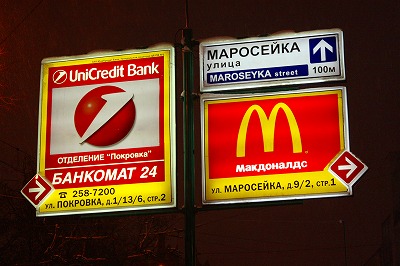 UniCredit Bank
ОТДЕЛЕНИЕ "Покровка"
БАНКОМАТ 24
☎ 258-7200
УЛ. ПОКРОВКА, д.1/13/6, СТР.2
МАРОСЕЙКА
улица
MAROSEYKA street
100м
Макдоналдс
УЛ. МАРОСЕЙКА, д.9/2, СТР.1